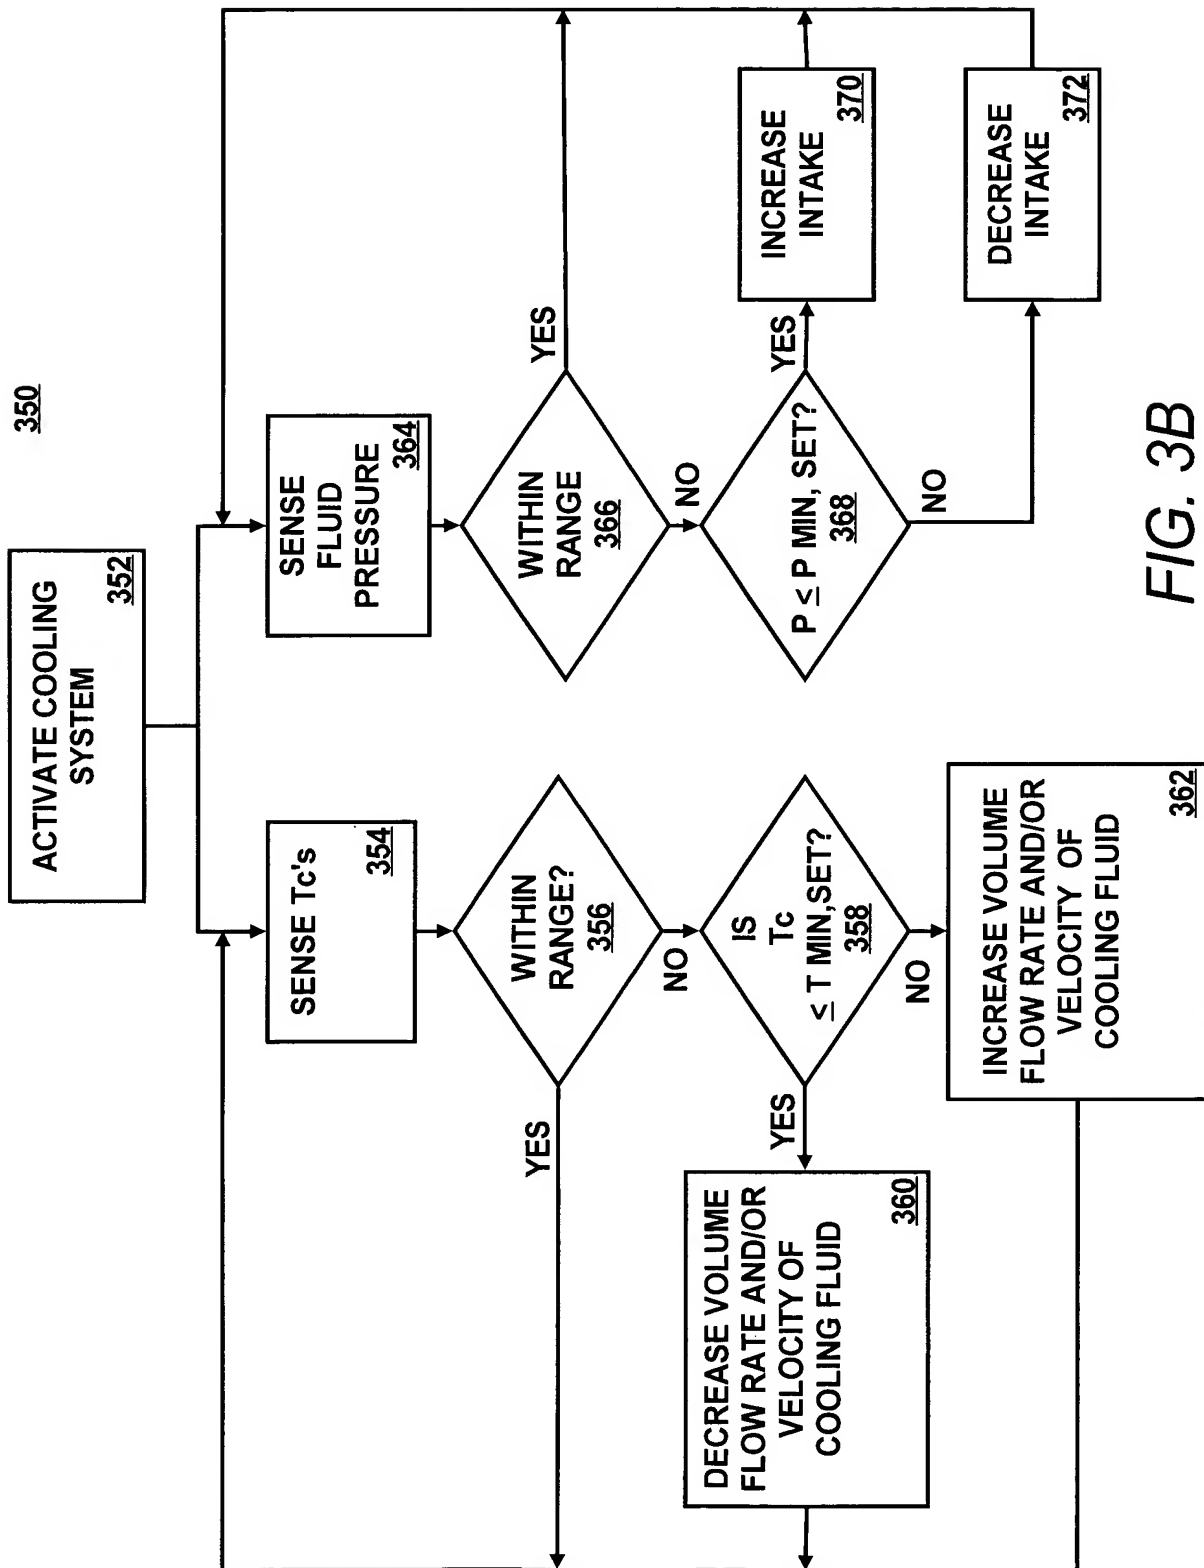 350
ACTIVATE COOLING
SYSTEM
352
SENSE Tc's
354
WITHIN
RANGE?
356
YES
NO
IS
Tc
≤ T MIN,SET?
358
YES
NO
DECREASE VOLUME
FLOW RATE AND/OR
VELOCITY OF
COOLING FLUID
360
INCREASE VOLUME
FLOW RATE AND/OR
VELOCITY OF
COOLING FLUID
362
SENSE
FLUID
PRESSURE
364
WITHIN
RANGE
366
YES
NO
P ≤ P MIN, SET?
368
YES
NO
INCREASE
INTAKE
370
DECREASE
INTAKE
372
FIG. 3B